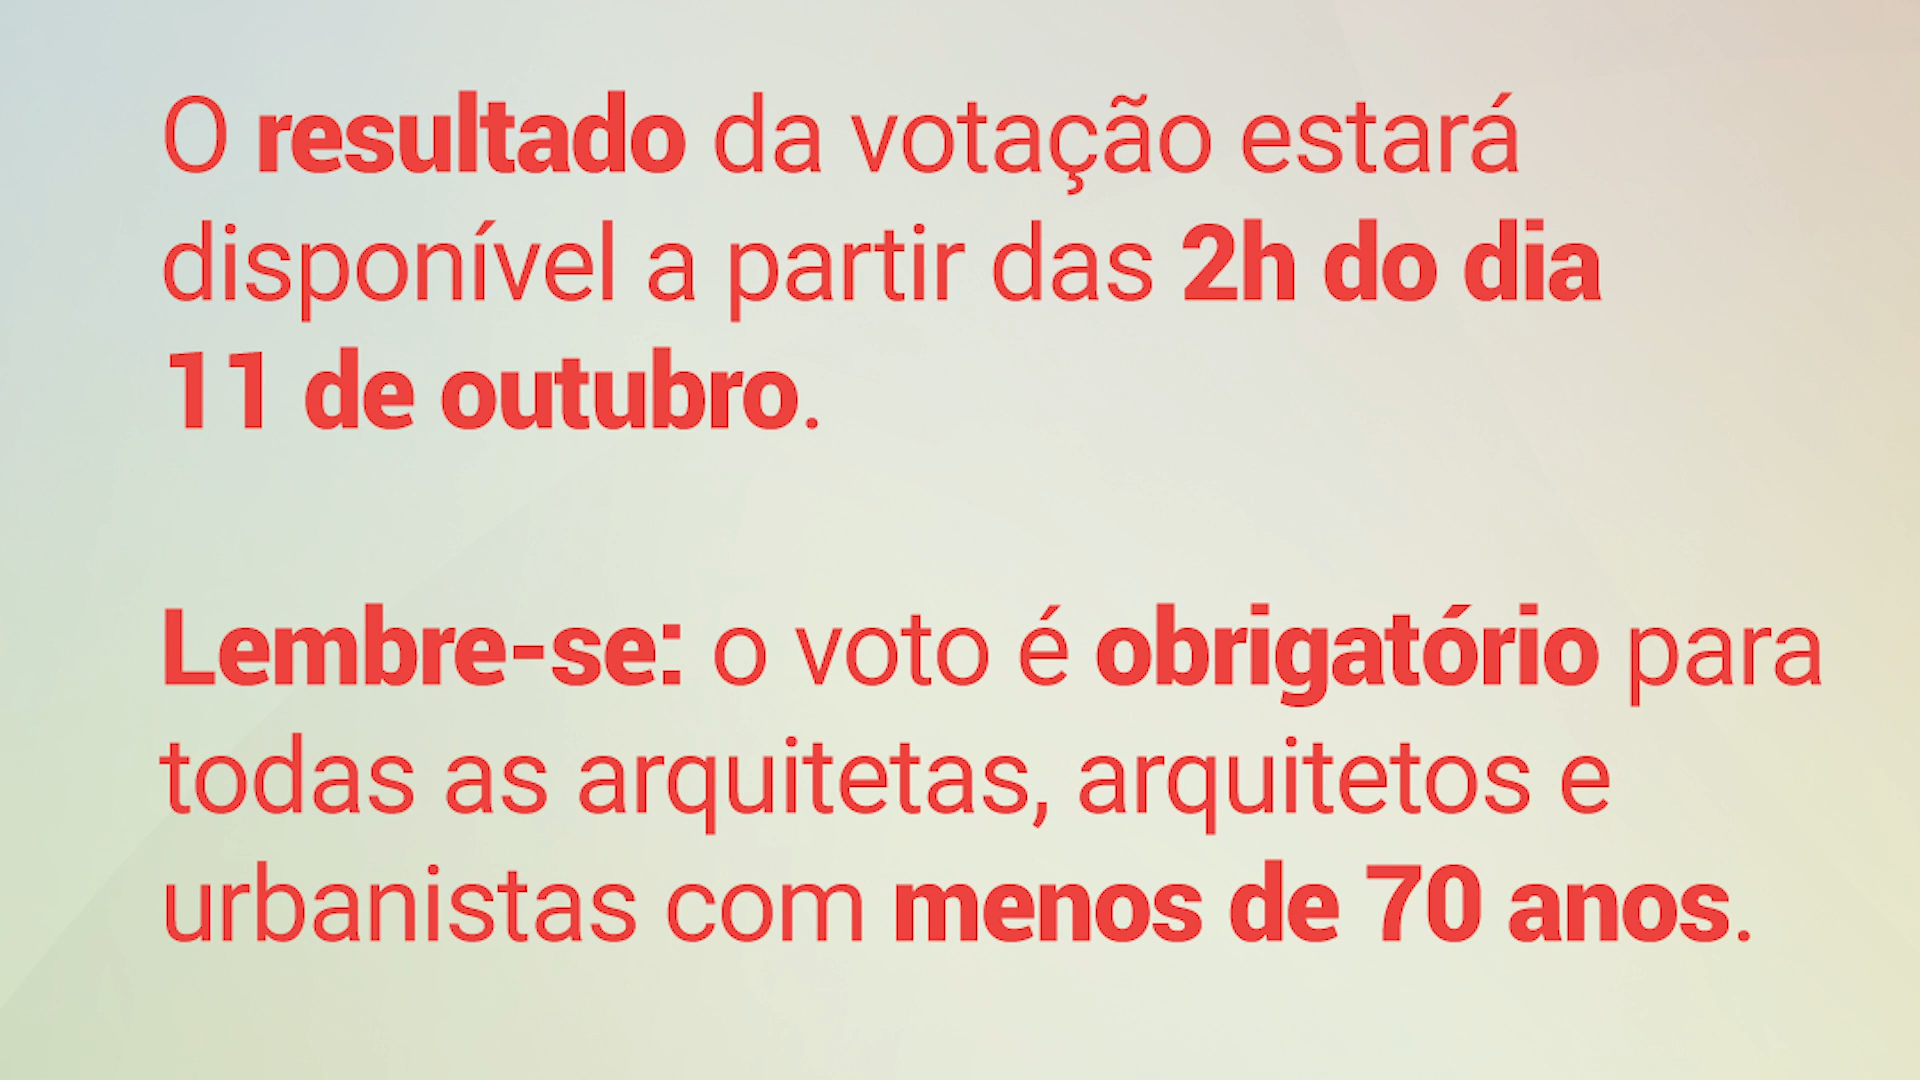 O resultado da votação estará
disponível a partir das 2h do dia
11 de outubro.
Lembre-se: o voto é obrigatório para
todas as arquitetas, arquitetos e
urbanistas com menos de 70 anos.